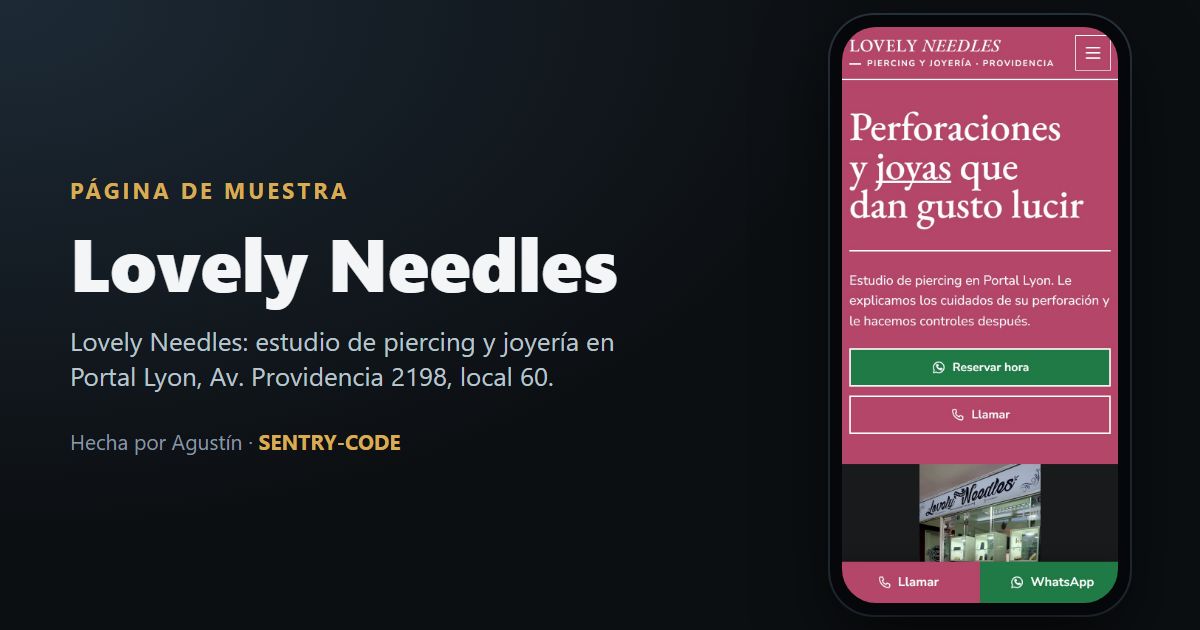 PÁGINA DE MUESTRA
Lovely Needles
Lovely Needles: estudio de piercing y joyería en
Portal Lyon, Av. Providencia 2198, local 60.
Hecha por Agustín · SENTRY-CODE
LOVELY NEEDLES
PIERCING Y JOYERÍA · PROVIDENCIA
Perforaciones
y joyas que
dan gusto lucir
Estudio de piercing en Portal Lyon. Le
explicamos los cuidados de su perforación y
le hacemos controles después.
Reservar hora
Llamar
Lovely Needles
Llamar
WhatsApp